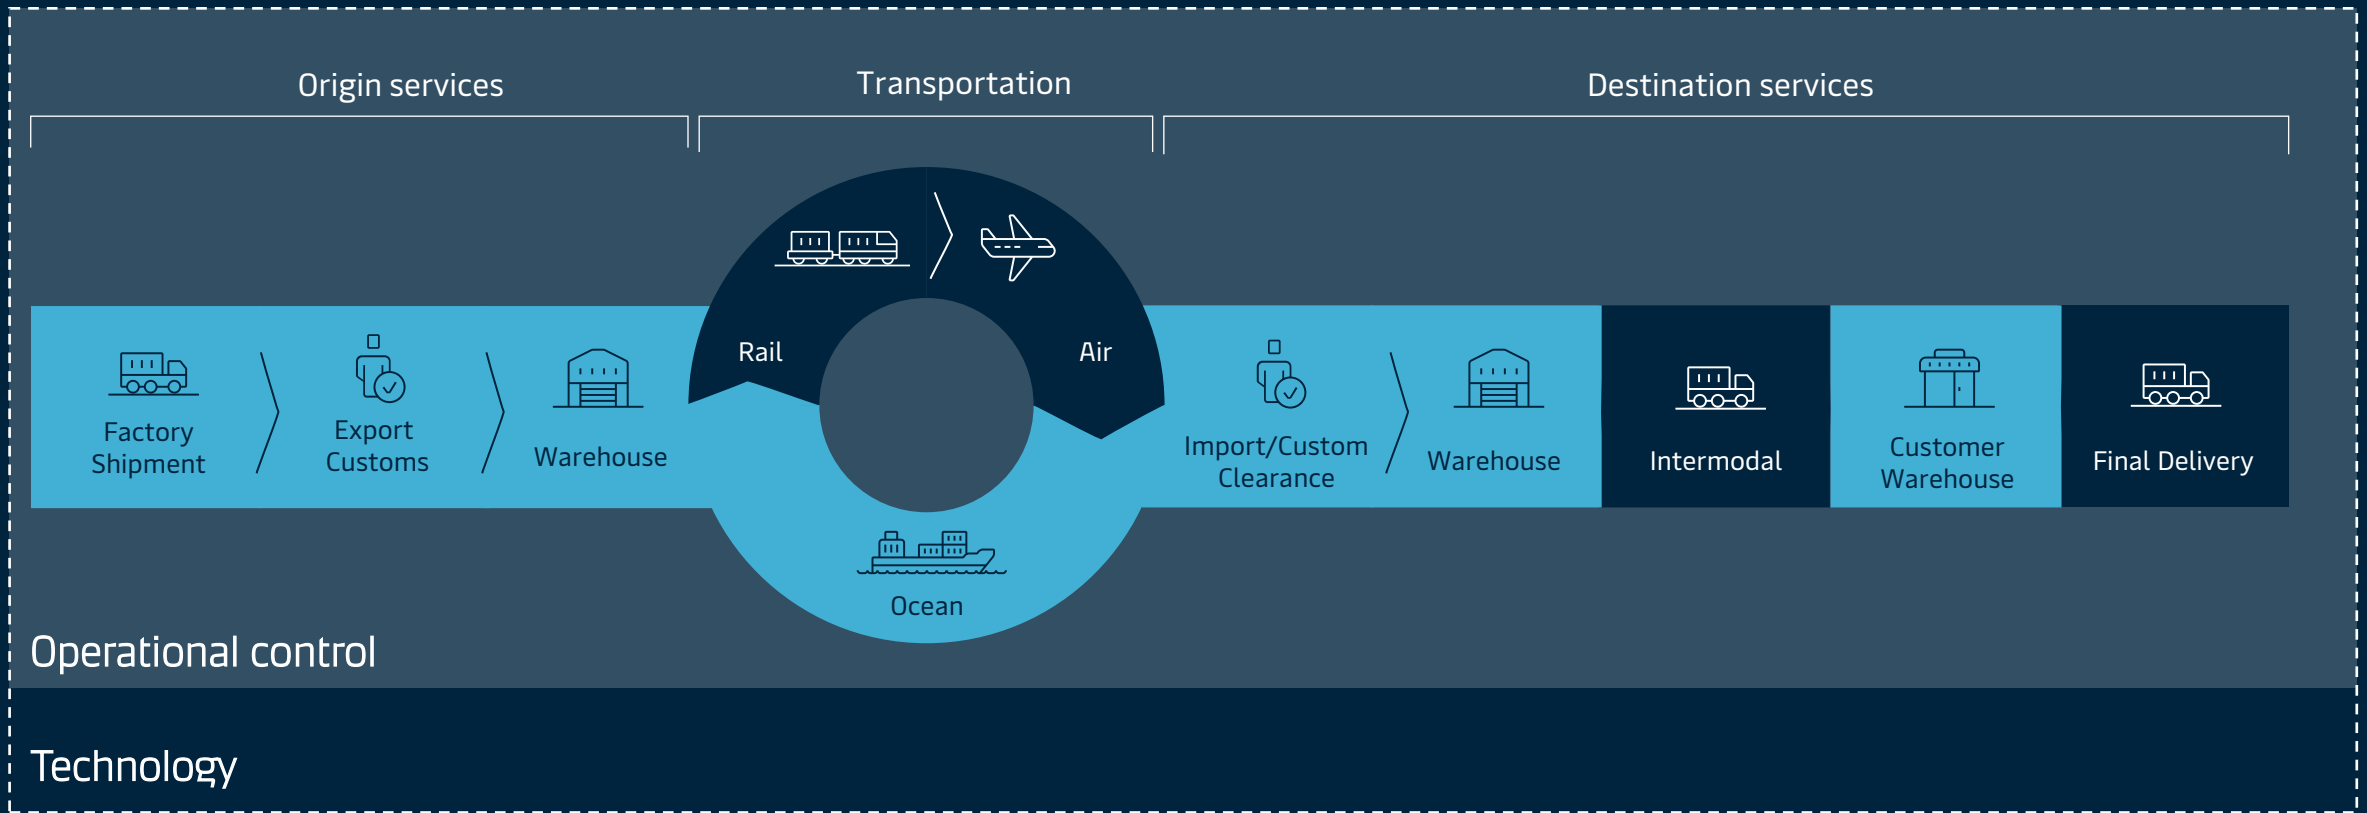 Origin services
Transportation
Destination services
Factory
Shipment
Export
Customs
Warehouse
Rail
Air
Ocean
Import/Custom
Clearance
Warehouse
Intermodal
Customer
Warehouse
Final Delivery
Operational control
Technology